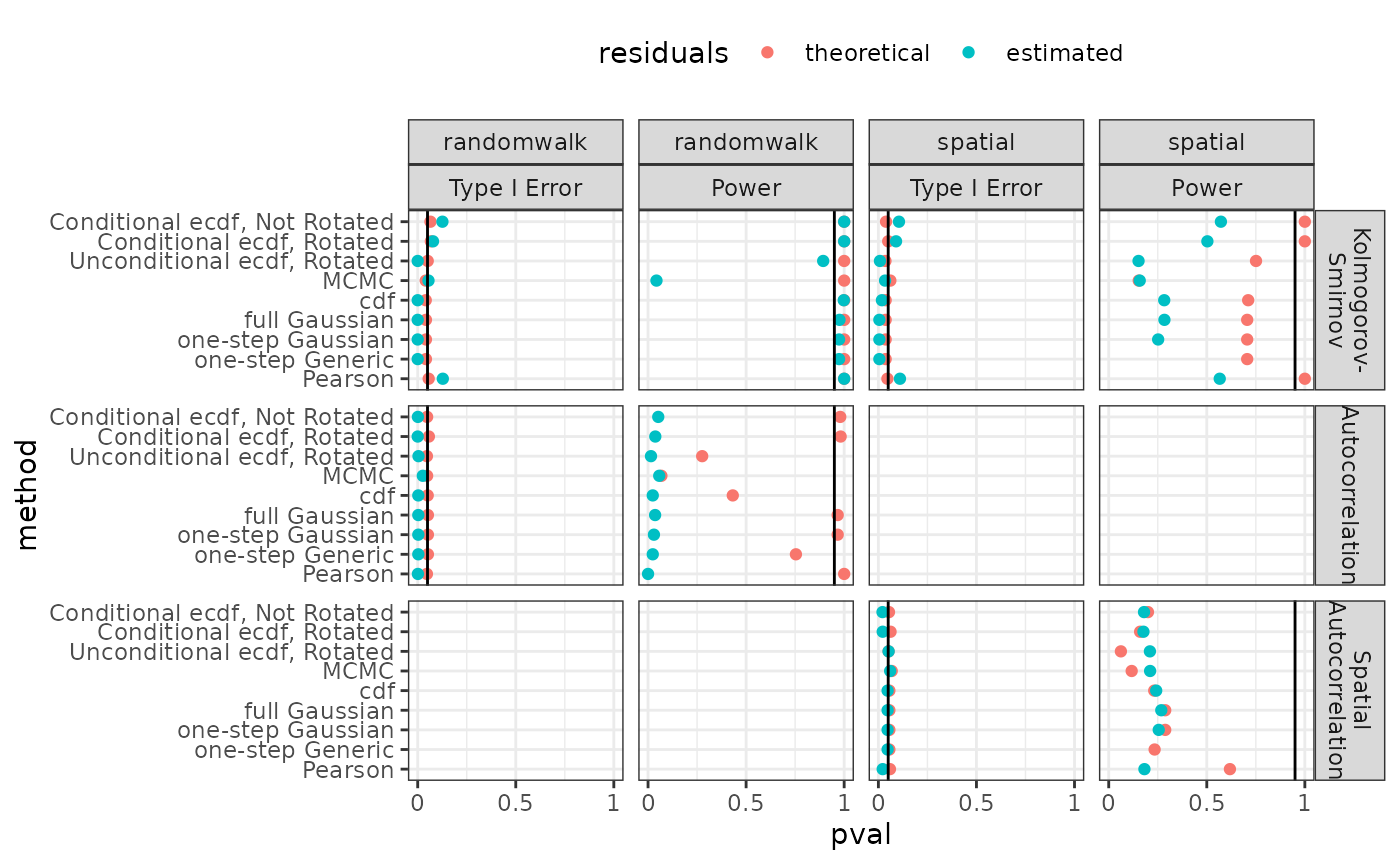 residuals theoretical estimated
randomwalk randomwalk spatial spatial
Type I Error Power Type I Error Power
Conditional ecdf, Not Rotated
Conditional ecdf, Rotated
Unconditional ecdf, Rotated
MCMC
cdf
full Gaussian
one-step Gaussian
one-step Generic
Pearson
Kolmogorov-
Smirnov
Conditional ecdf, Not Rotated
Conditional ecdf, Rotated
Unconditional ecdf, Rotated
MCMC
cdf
full Gaussian
one-step Gaussian
one-step Generic
Pearson
Autocorrelation
Conditional ecdf, Not Rotated
Conditional ecdf, Rotated
Unconditional ecdf, Rotated
MCMC
cdf
full Gaussian
one-step Gaussian
one-step Generic
Pearson
Spatial
Autocorrelation
method
0 0.5 1 0 0.5 1 0 0.5 1 0 0.5 1
pval